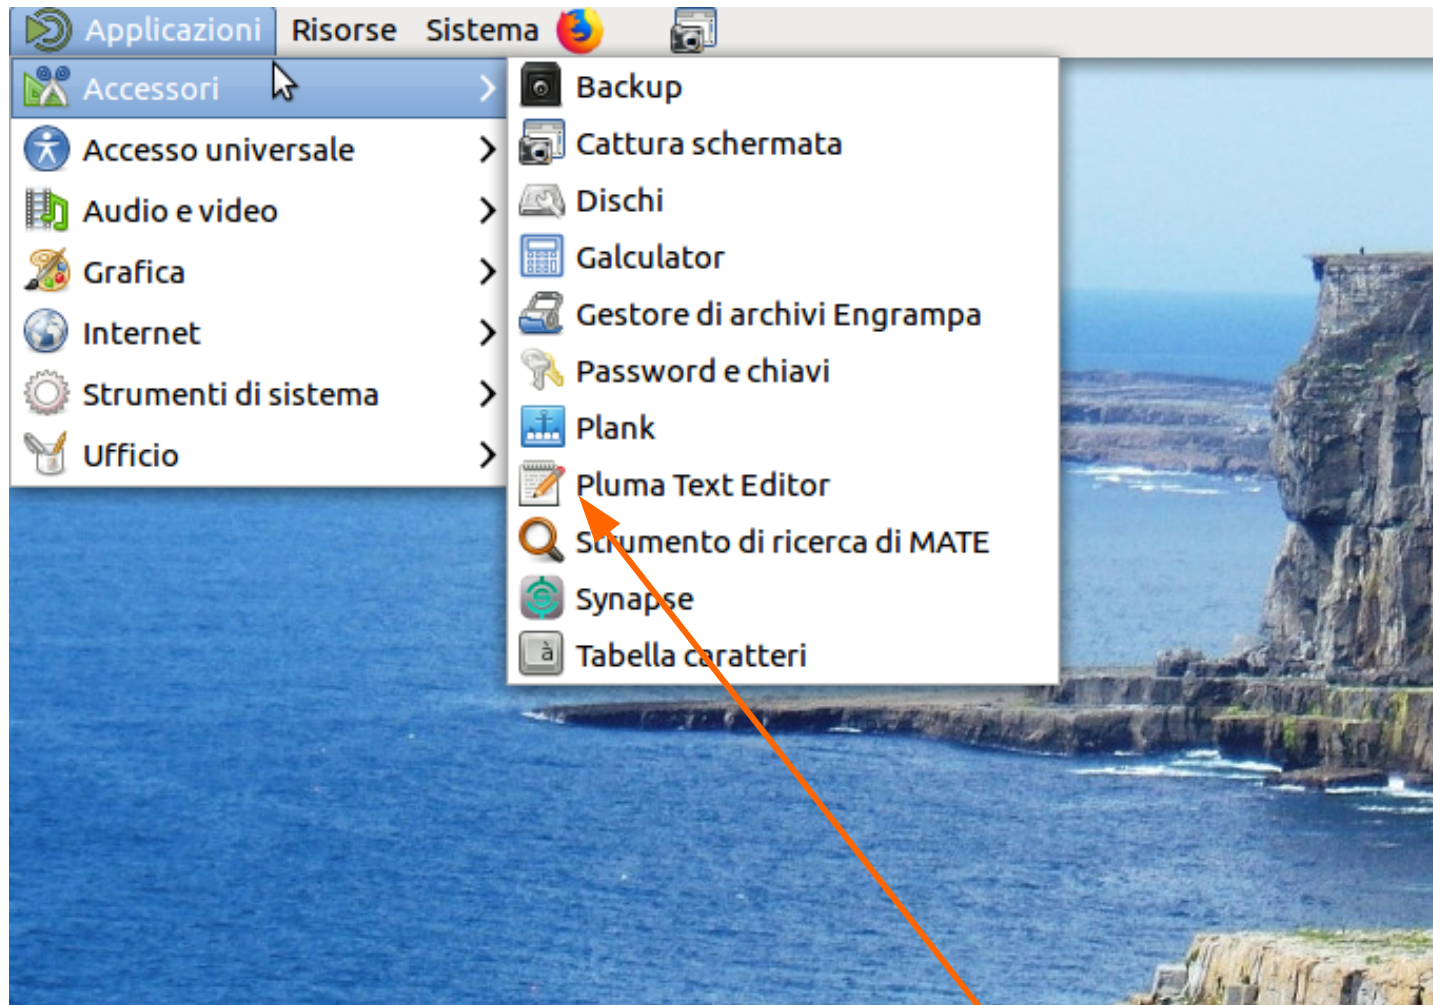 Applicazioni Risorse Sistema
Accessori
Accesso universale
Audio e video
Grafica
Internet
Strumenti di sistema
Ufficio
Backup
Cattura schermata
Dischi
Galculator
Gestore di archivi Engrampa
Password e chiavi
Plank
Pluma Text Editor
Strumento di ricerca di MATE
Synapse
à
Tabella caratteri